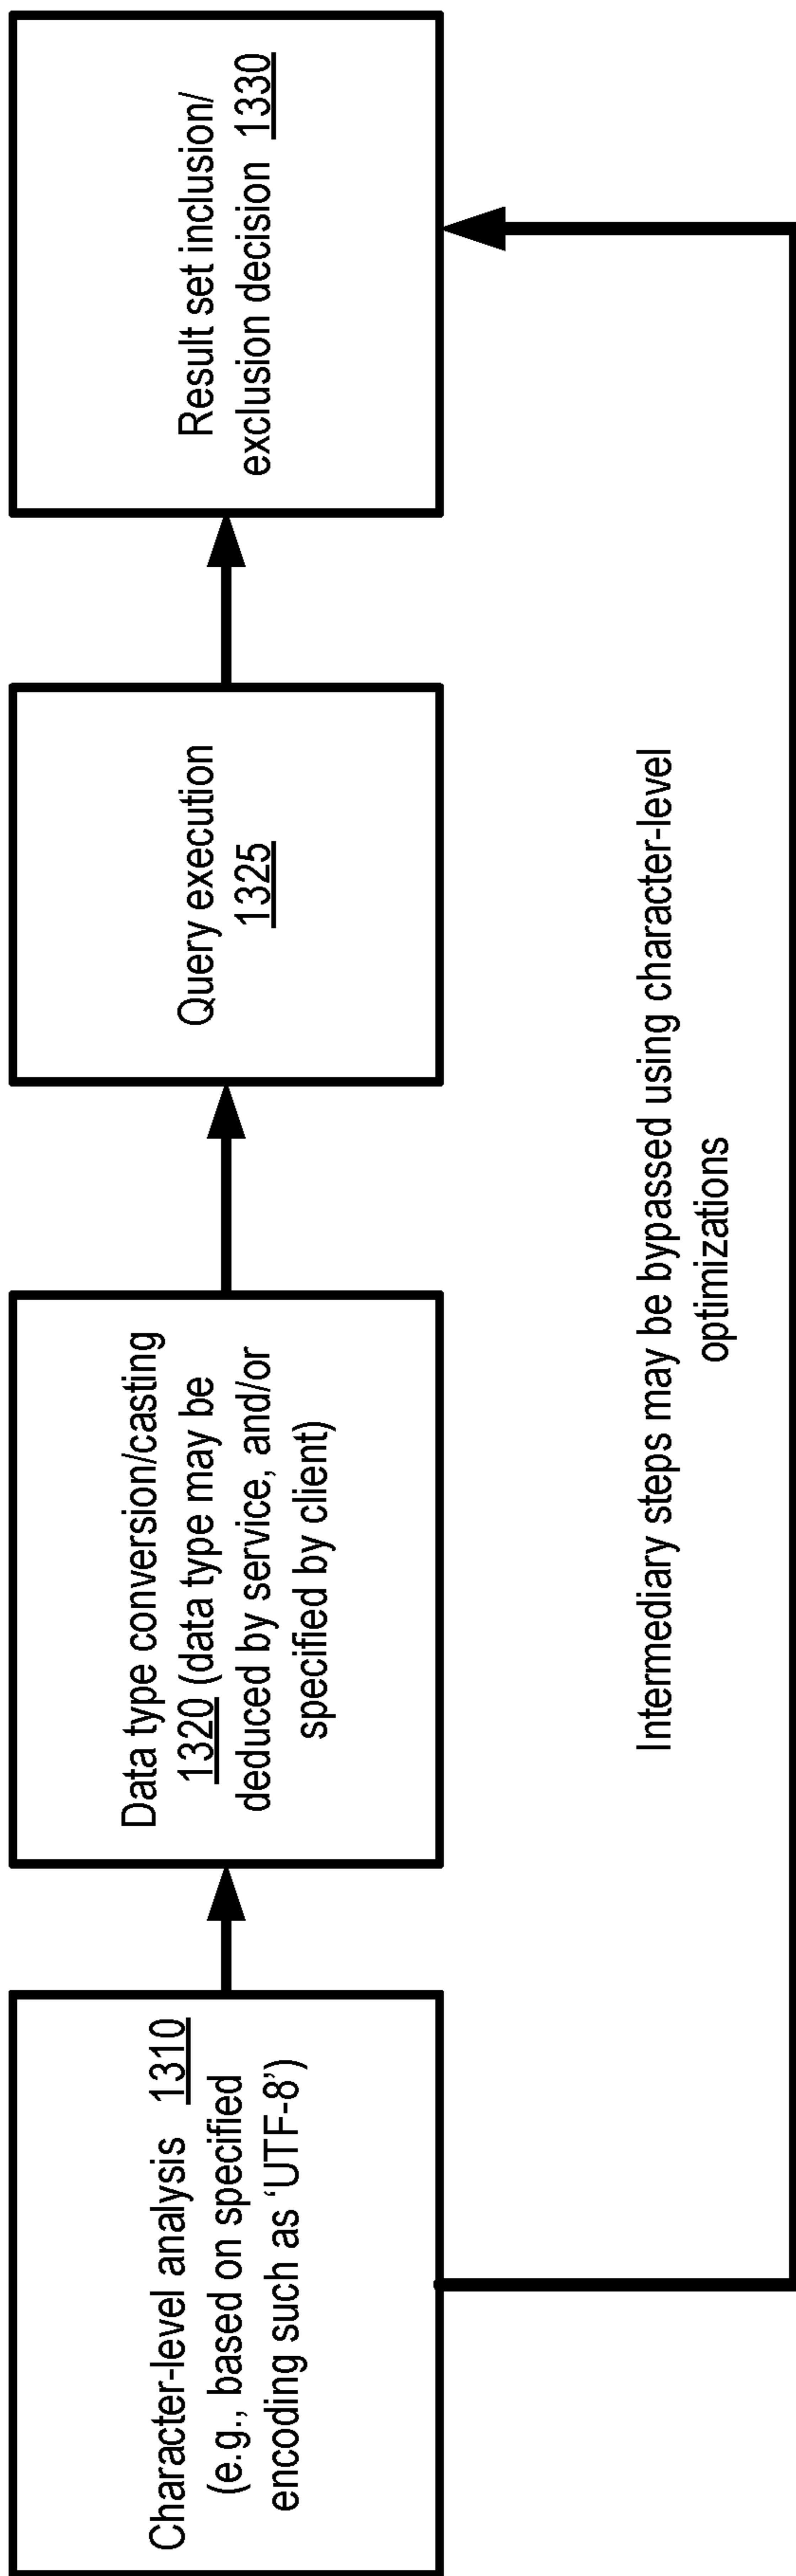 Character-level analysis 1310
(e.g., based on specified
encoding such as ‘UTF-8’)
Data type conversion/casting
1320 (data type may be
deduced by service, and/or
specified by client)
Query execution
1325
Result set inclusion/
exclusion decision 1330
Intermediary steps may be bypassed using character-level
optimizations